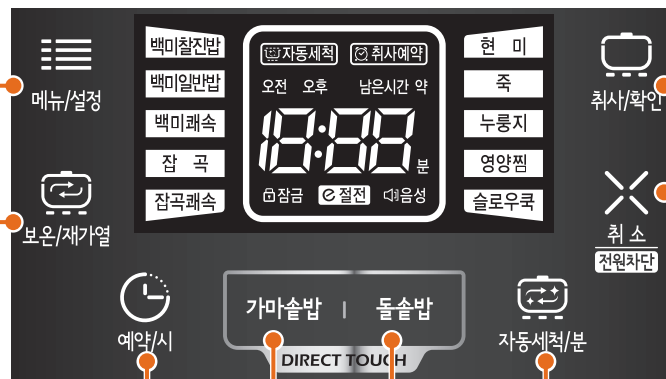 메뉴/설정
보온/재가열
백미찰진밥
백미일반밥
백미쾌속
잡 곡
잡곡쾌속
자동세척 취사예약
오전 오후 남은시간 약
18:88 분
잠금 절전 음성
현 미
죽
누룽지
영양찜
슬로우쿡
취사/확인
취 소
전원차단
예약/시
가마솥밥 | 돌솥밥
DIRECT TOUCH
자동세척/분